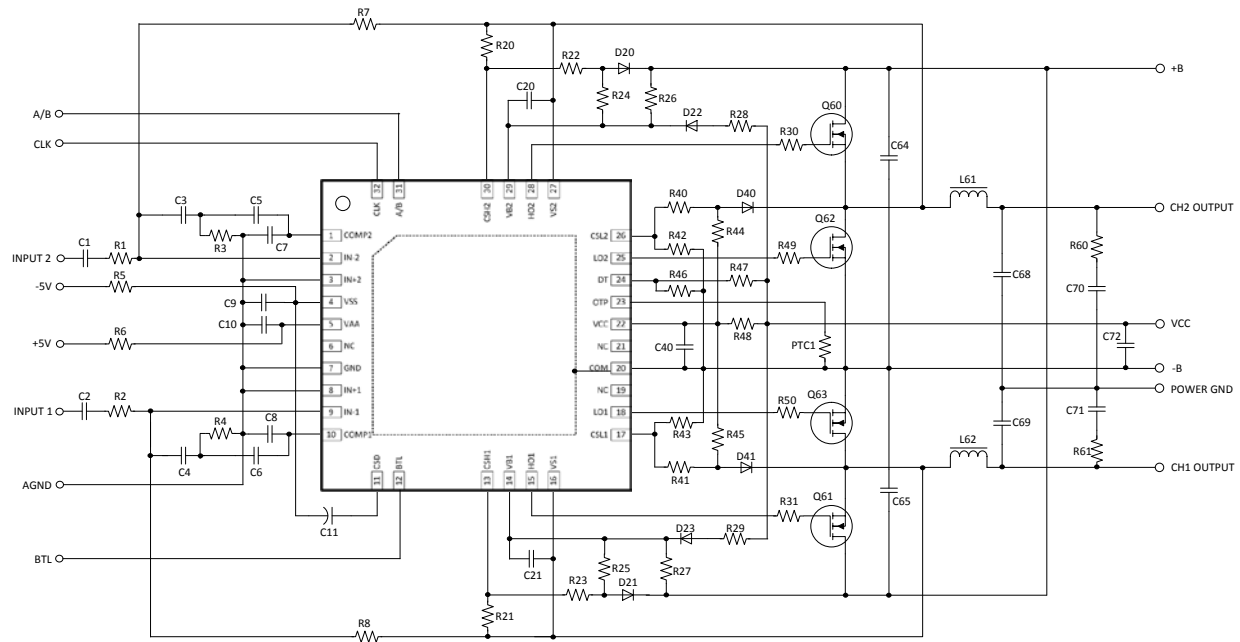 R7
R20
R22
D20
+B
C20
R24
R26
Q60
A/B
D22
R28
CLK
R30
C64
32
31
30
29
28
27
CLK
A/B
CSH2
VB2
HO2
VS2
L61
C3
C5
R40
D40
CH2 OUTPUT
R3
C7
1
COMP2
CSL2
26
R42
R44
Q62
R60
C1
R1
INPUT 2
2
IN-2
LO2
25
R49
R5
R46
R47
C68
-5V
3
IN+2
DT
24
C70
C9
4
VSS
OTP
23
C10
5
VAA
VCC
22
VCC
R6
R48
C40
PTC1
C72
+5V
6
NC
NC
21
7
GND
COM
20
-B
8
IN+1
NC
19
POWER GND
Q63
C2
R2
R50
C71
INPUT 1
9
IN-1
LO1
18
C69
R4
C8
R43
R45
L62
10
COMP1
CSL1
17
R61
C4
C6
D41
CH1 OUTPUT
CSD
BTL
CSH1
VB1
HO1
VS1
R41
11
12
13
14
15
16
AGND
Q61
R31
C65
C11
D23
R29
BTL
C21
R25
R27
R23
D21
R21
R8